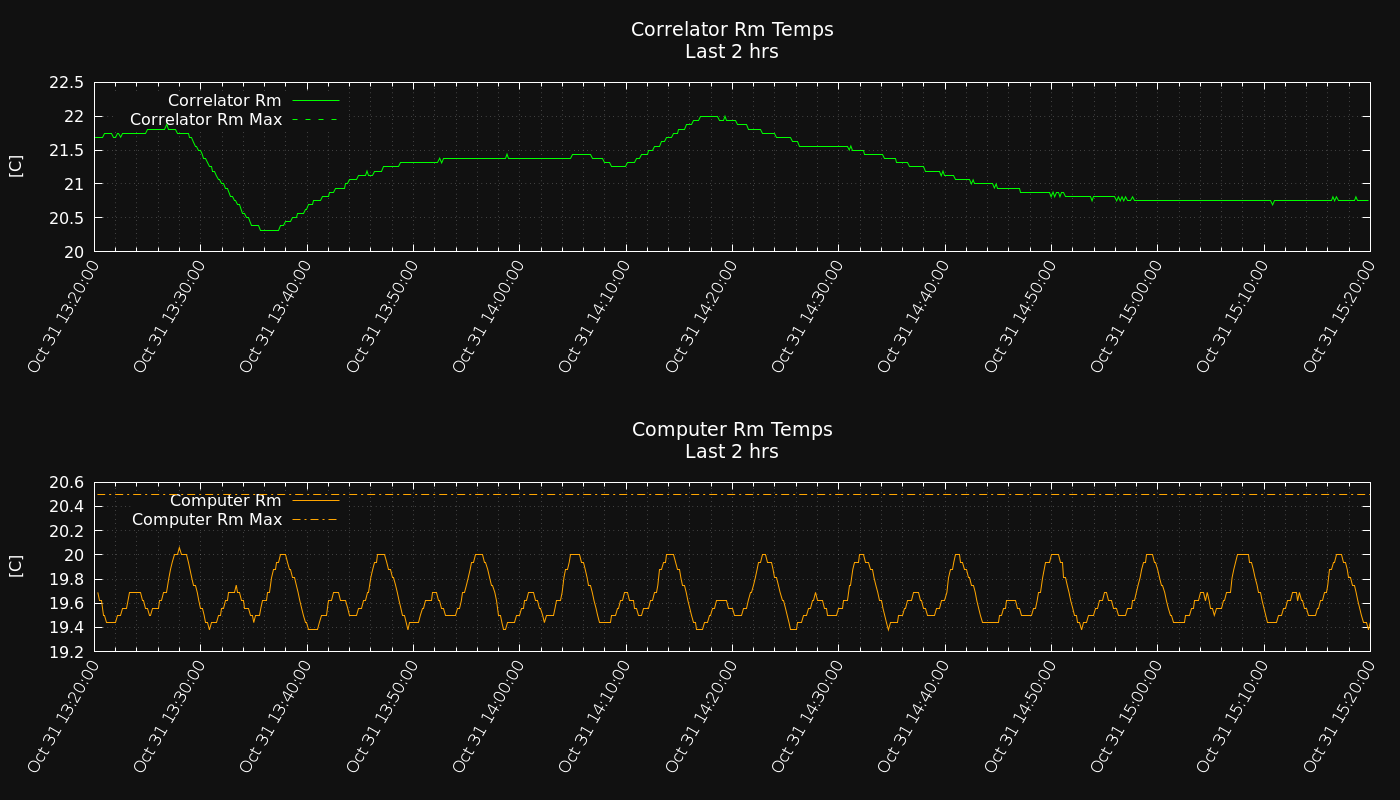 Correlator Rm Temps
Last 2 hrs
22.5
Correlator Rm
22
Correlator Rm Max
21.5
[C]
21
20.5
20
Oct 31 13:20:00
Oct 31 13:30:00
Oct 31 13:40:00
Oct 31 13:50:00
Oct 31 14:00:00
Oct 31 14:10:00
Oct 31 14:20:00
Oct 31 14:30:00
Oct 31 14:40:00
Oct 31 14:50:00
Oct 31 15:00:00
Oct 31 15:10:00
Oct 31 15:20:00
Computer Rm Temps
Last 2 hrs
20.6
Computer Rm
20.4
Computer Rm Max
20.2
20
[C]
19.8
19.6
19.4
19.2
Oct 31 13:20:00
Oct 31 13:30:00
Oct 31 13:40:00
Oct 31 13:50:00
Oct 31 14:00:00
Oct 31 14:10:00
Oct 31 14:20:00
Oct 31 14:30:00
Oct 31 14:40:00
Oct 31 14:50:00
Oct 31 15:00:00
Oct 31 15:10:00
Oct 31 15:20:00